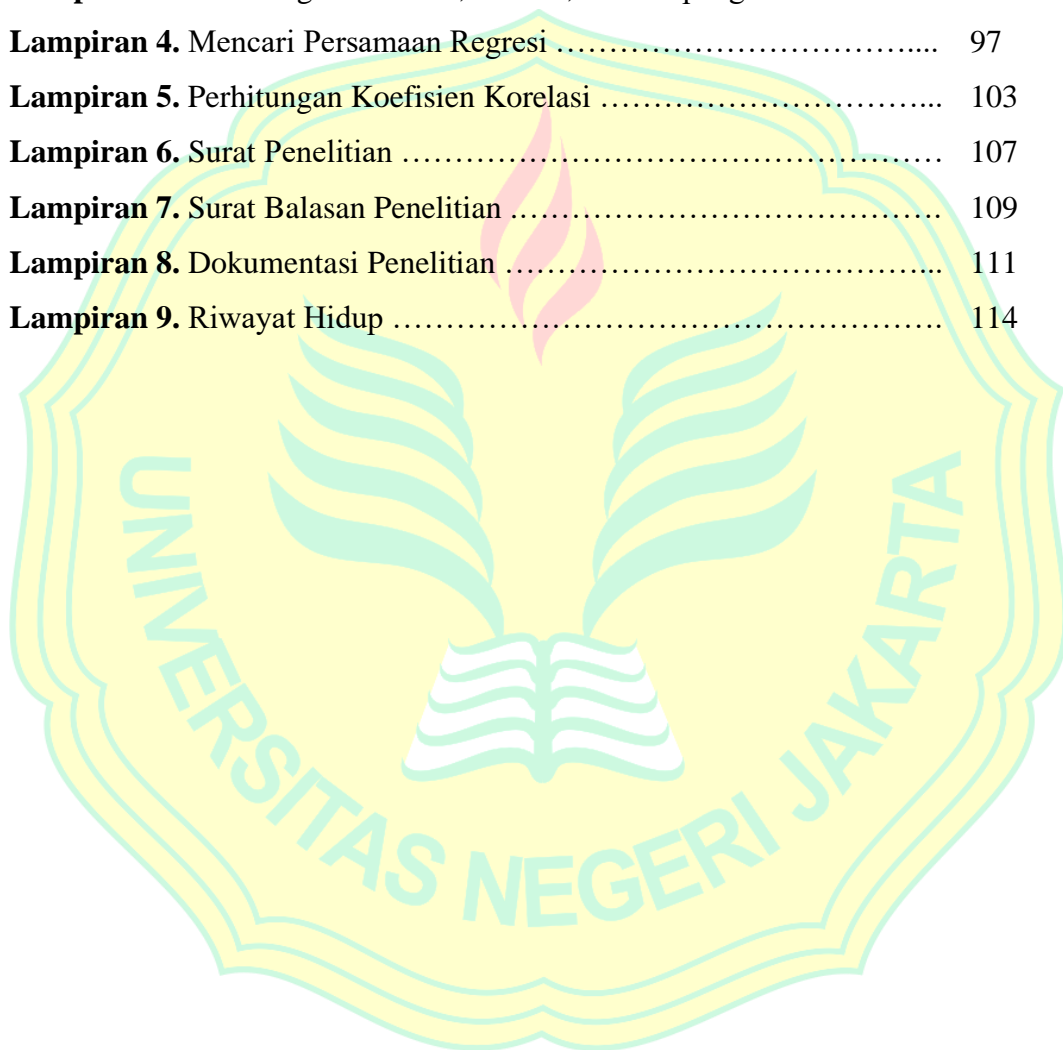 Lampiran 4. Mencari Persamaan Regresi ……………………………....   97
Lampiran 5. Perhitungan Koefisien Korelasi …………………………...   103
Lampiran 6. Surat Penelitian ……………………………………………   107
Lampiran 7. Surat Balasan Penelitian ………………………………….   109
Lampiran 8. Dokumentasi Penelitian …………………………………...   111
Lampiran 9. Riwayat Hidup …………………………………………….   114
UNIVERSITAS NEGERI JAKARTA